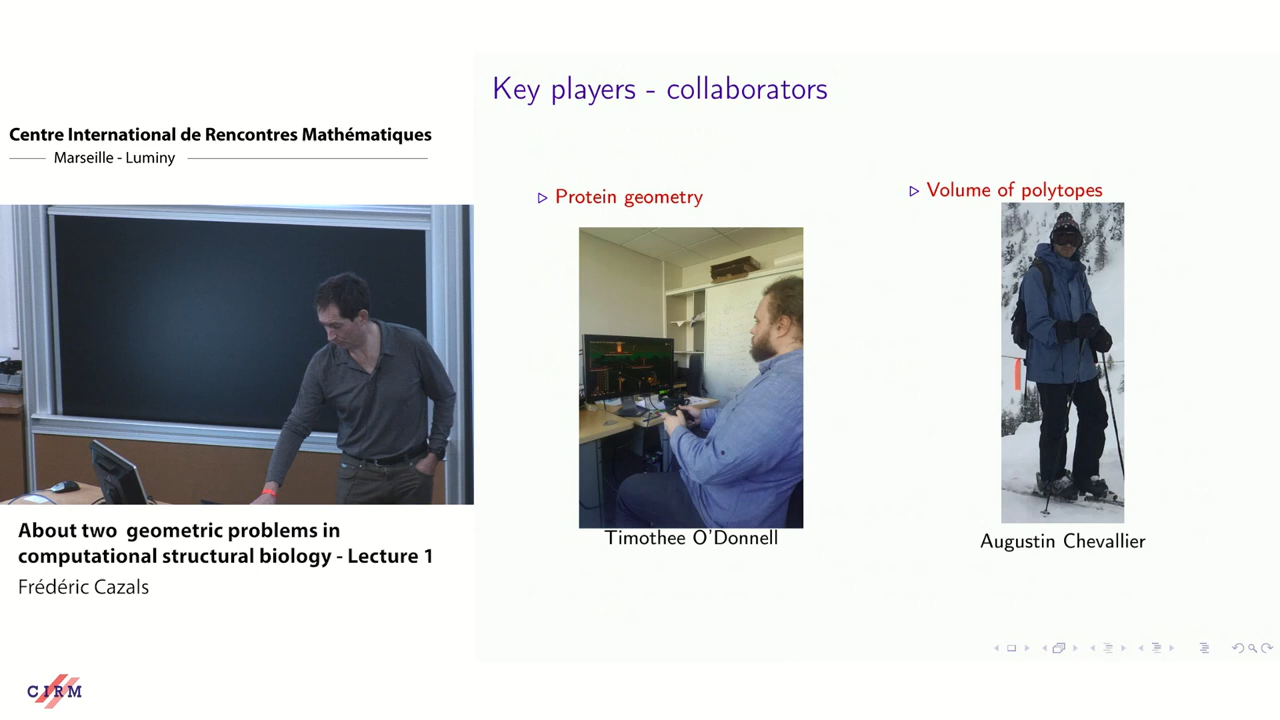 Centre International de Rencontres Mathématiques
Marseille - Luminy
About two geometric problems in
computational structural biology - Lecture 1
Frédéric Cazals
CIRM
Key players - collaborators
Protein geometry
Timothee O'Donnell
Volume of polytopes
Augustin Chevallier